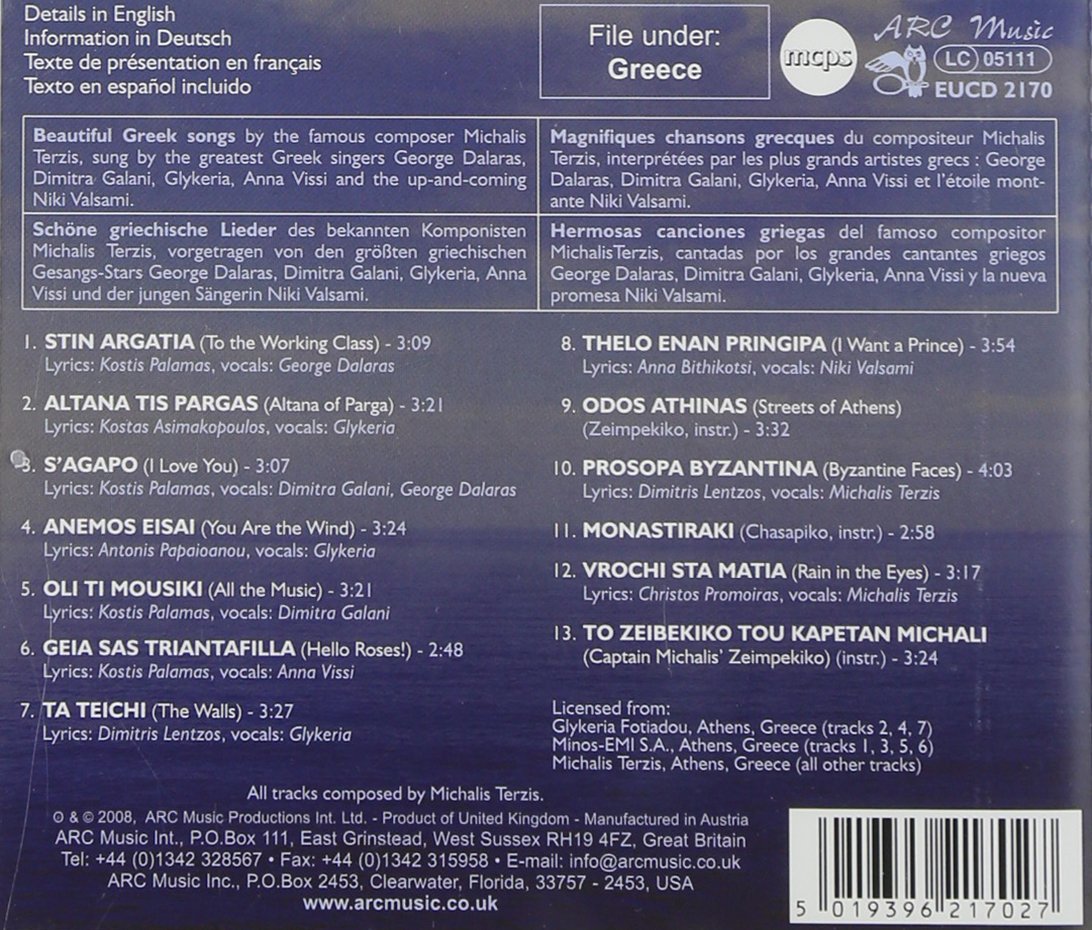 Details in English
Information in Deutsch
Texte de présentation en français
Texto en español incluido
File under:
Greece
mcps
ARC Music
LC 05111
EUCD 2170
Beautiful Greek songs by the famous composer Michalis
Terzis, sung by the greatest Greek singers George Dalaras,
Dimitra Galani, Glykeria, Anna Vissi and the up-and-coming
Niki Valsami.
Magnifiques chansons grecques du compositeur Michalis
Terzis, interprétées par les plus grands artistes grecs : George
Dalaras, Dimitra Galani, Glykeria, Anna Vissi et l'étoile mont-
ante Niki Valsami.
Schöne griechische Lieder des bekannten Komponisten
Michalis Terzis, vorgetragen von den größten griechischen
Gesangs-Stars George Dalaras, Dimitra Galani, Glykeria, Anna
Vissi und der jungen Sängerin Niki Valsami.
Hermosas canciones griegas del famoso compositor
MichalisTerzis, cantadas por los grandes cantantes griegos
George Dalaras, Dimitra Galani, Glykeria, Anna Vissi y la nueva
promesa Niki Valsami.
1. STIN ARGATIA (To the Working Class) - 3:09
Lyrics: Kostis Palamas, vocals: George Dalaras
2. ALTANA TIS PARGAS (Altana of Parga) - 3:21
Lyrics: Kostas Asimakopoulos, vocals: Glykeria
3. S'AGAPO (I Love You) - 3:07
Lyrics: Kostis Palamas, vocals: Dimitra Galani, George Dalaras
4. ANEMOS EISAI (You Are the Wind) - 3:24
Lyrics: Antonis Papaioanou, vocals: Glykeria
5. OLI TI MOUSIKI (All the Music) - 3:21
Lyrics: Kostis Palamas, vocals: Dimitra Galani
6. GEIA SAS TRIANTAFILLA (Hello Roses!) - 2:48
Lyrics: Kostis Palamas, vocals: Anna Vissi
7. TA TEICHI (The Walls) - 3:27
Lyrics: Dimitris Lentzos, vocals: Glykeria
8. THELO ENAN PRINGIPA (I Want a Prince) - 3:54
Lyrics: Anna Bithikotsi, vocals: Niki Valsami
9. ODOS ATHINAS (Streets of Athens)
(Zeimpekiko, instr.) - 3:32
10. PROSOPA BYZANTINA (Byzantine Faces) - 4:03
Lyrics: Dimitris Lentzos, vocals: Michalis Terzis
11. MONASTIRAKI (Chasapiko, instr.) - 2:58
12. VROCHI STA MATIA (Rain in the Eyes) - 3:17
Lyrics: Christos Promoiras, vocals: Michalis Terzis
13. TO ZEIBEKIKO TOU KAPETAN MICHALI
(Captain Michalis' Zeimpekiko) (instr.) - 3:24
Licensed from:
Glykeria Fotiadou, Athens, Greece (tracks 2, 4, 7)
Minos-EMI S.A., Athens, Greece (tracks 1, 3, 5, 6)
Michalis Terzis, Athens, Greece (all other tracks)
All tracks composed by Michalis Terzis.
℗ & © 2008, ARC Music Productions Int. Ltd. - Product of United Kingdom - Manufactured in Austria
ARC Music Int., P.O.Box 111, East Grinstead, West Sussex RH19 4FZ, Great Britain
Tel: +44 (0)1342 328567 • Fax: +44 (0)1342 315958 • E-mail: info@arcmusic.co.uk
ARC Music Inc., P.O.Box 2453, Clearwater, Florida, 33757 - 2453, USA
www.arcmusic.co.uk
5 019396 217027